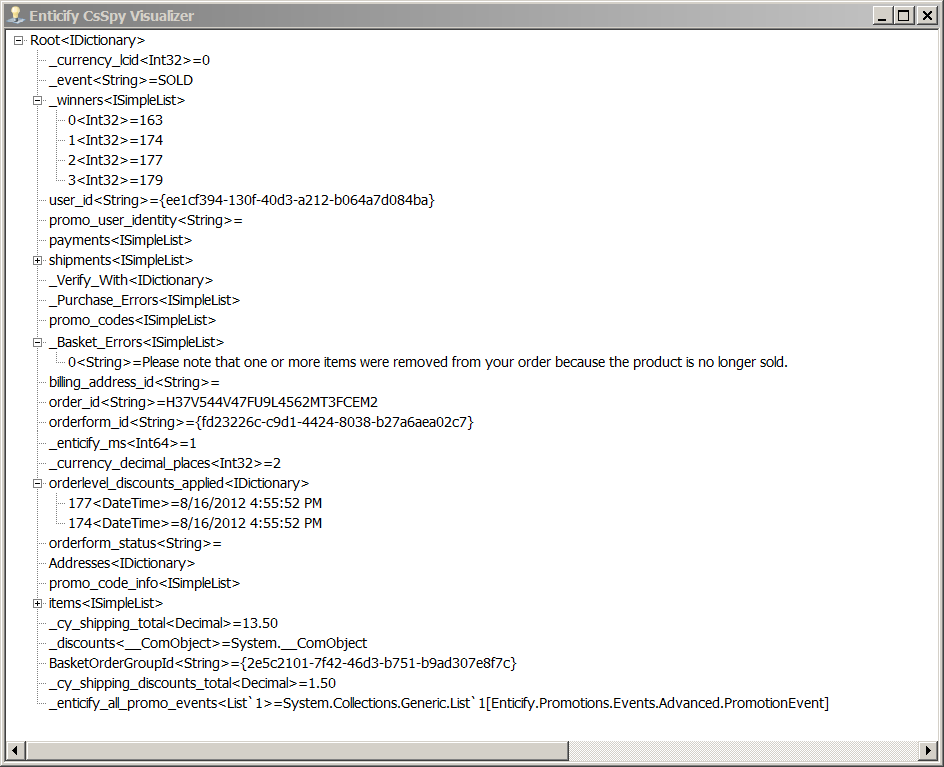 Enticify CsSpy Visualizer
Root<IDictionary>
_currency_lcid<Int32>=0
_event<String>=SOLD
_winners<ISimpleList>
0<Int32>=163
1<Int32>=174
2<Int32>=177
3<Int32>=179
user_id<String>={ee1cf394-130f-40d3-a212-b064a7d084ba}
promo_user_identity<String>=
payments<ISimpleList>
shipments<ISimpleList>
_Verify_With<IDictionary>
_Purchase_Errors<ISimpleList>
promo_codes<ISimpleList>
_Basket_Errors<ISimpleList>
0<String>=Please note that one or more items were removed from your order because the product is no longer sold.
billing_address_id<String>=
order_id<String>=H37V544V47FU9L4562MT3FCEM2
orderform_id<String>={fd23226c-c9d1-4424-8038-b27a6aea02c7}
_enticify_ms<Int64>=1
_currency_decimal_places<Int32>=2
orderlevel_discounts_applied<IDictionary>
177<DateTime>=8/16/2012 4:55:52 PM
174<DateTime>=8/16/2012 4:55:52 PM
orderform_status<String>=
Addresses<IDictionary>
promo_code_info<ISimpleList>
items<ISimpleList>
_cy_shipping_total<Decimal>=13.50
_discounts<__ComObject>=System.__ComObject
BasketOrderGroupId<String>={2e5c2101-7f42-46d3-b751-b9ad307e8f7c}
_cy_shipping_discounts_total<Decimal>=1.50
_enticify_all_promo_events<List`1>=System.Collections.Generic.List`1[Enticify.Promotions.Events.Advanced.PromotionEvent]